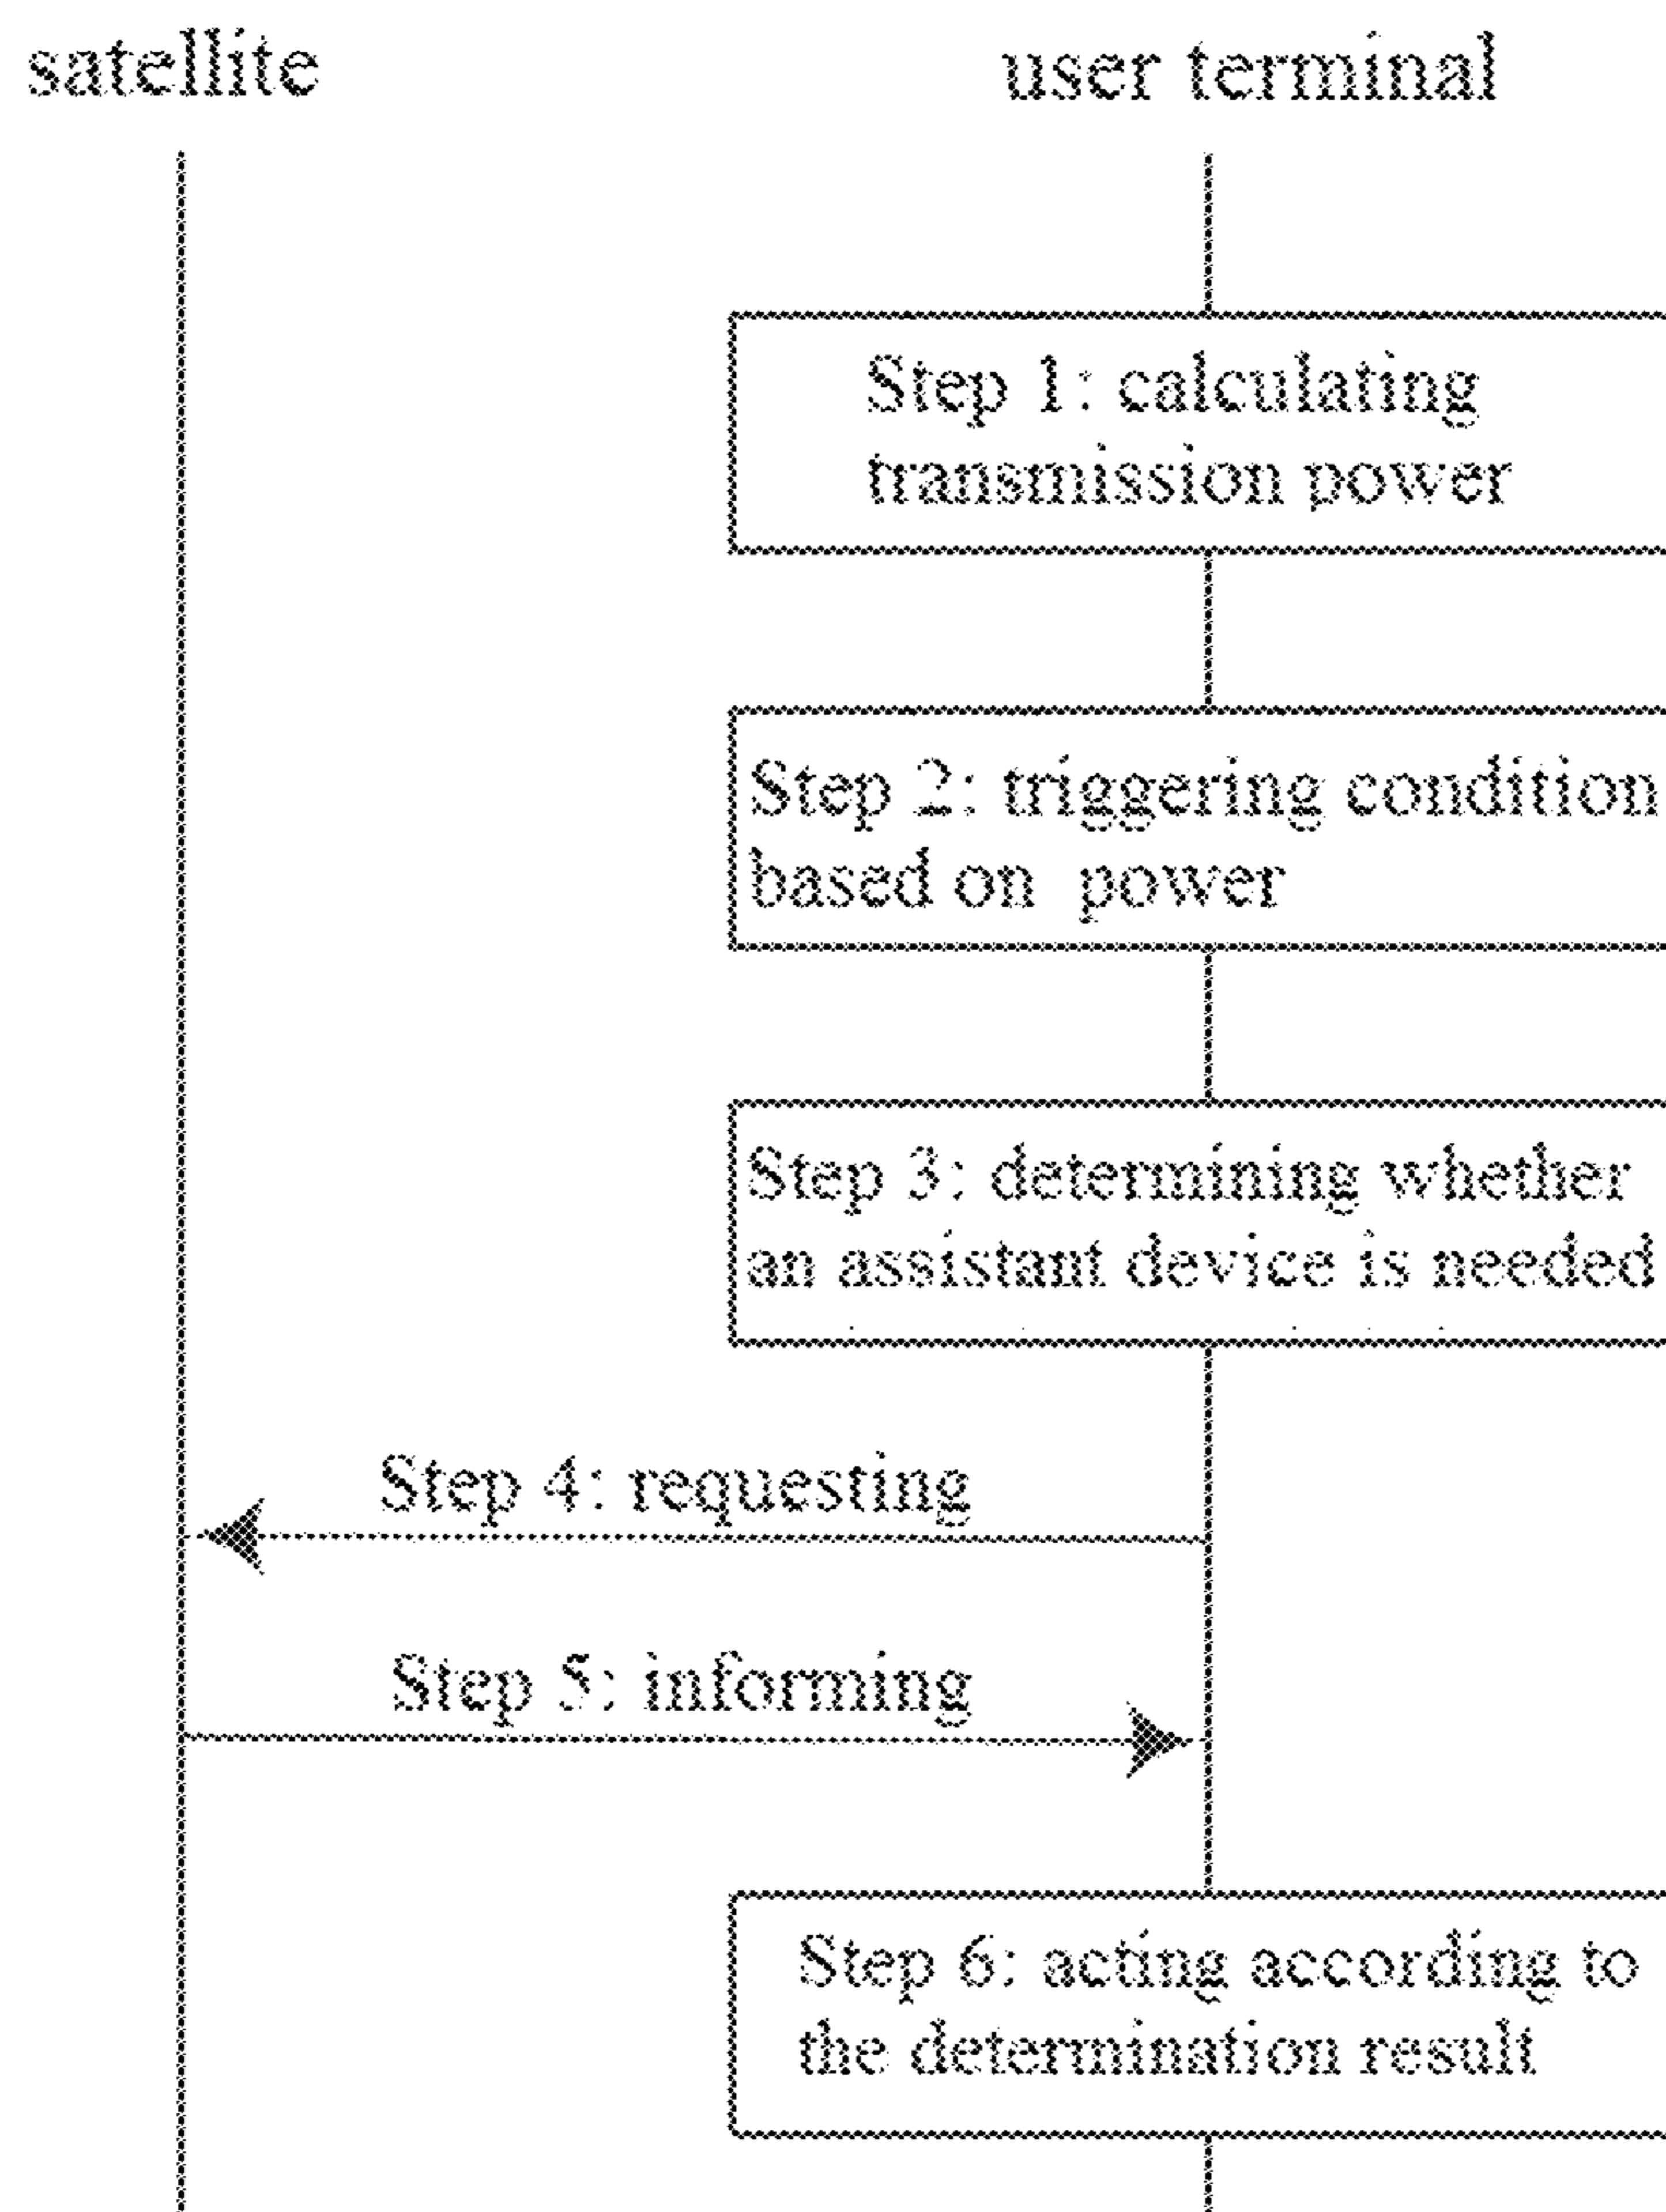 satellite
user terminal
Step 1: calculating
transmission power
Step 2: triggering condition
based on power
Step 3: determining whether
an assistant device is needed
Step 4: requesting
Step 5: informing
Step 6: acting according to
the determination result